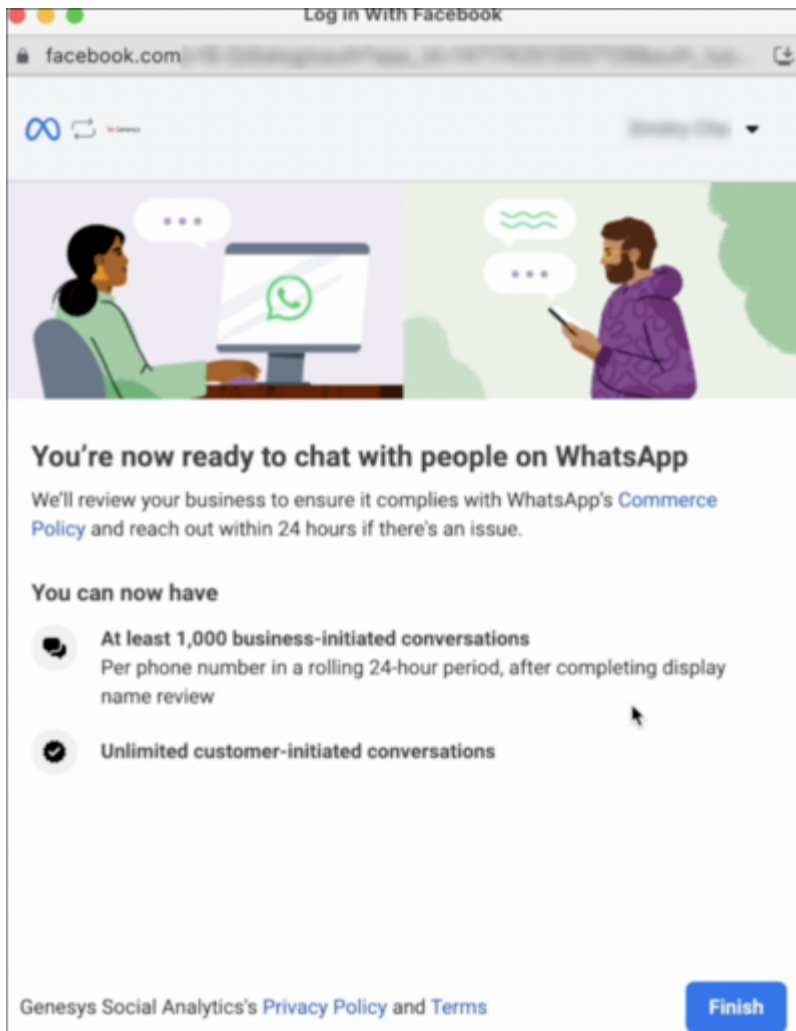 Log in With Facebook
facebook.com
Genesys
You're now ready to chat with people on WhatsApp
We'll review your business to ensure it complies with WhatsApp's Commerce
Policy and reach out within 24 hours if there's an issue.
You can now have
At least 1,000 business-initiated conversations
Per phone number in a rolling 24-hour period, after completing display
name review
Unlimited customer-initiated conversations
Genesys Social Analytics's Privacy Policy and Terms
Finish